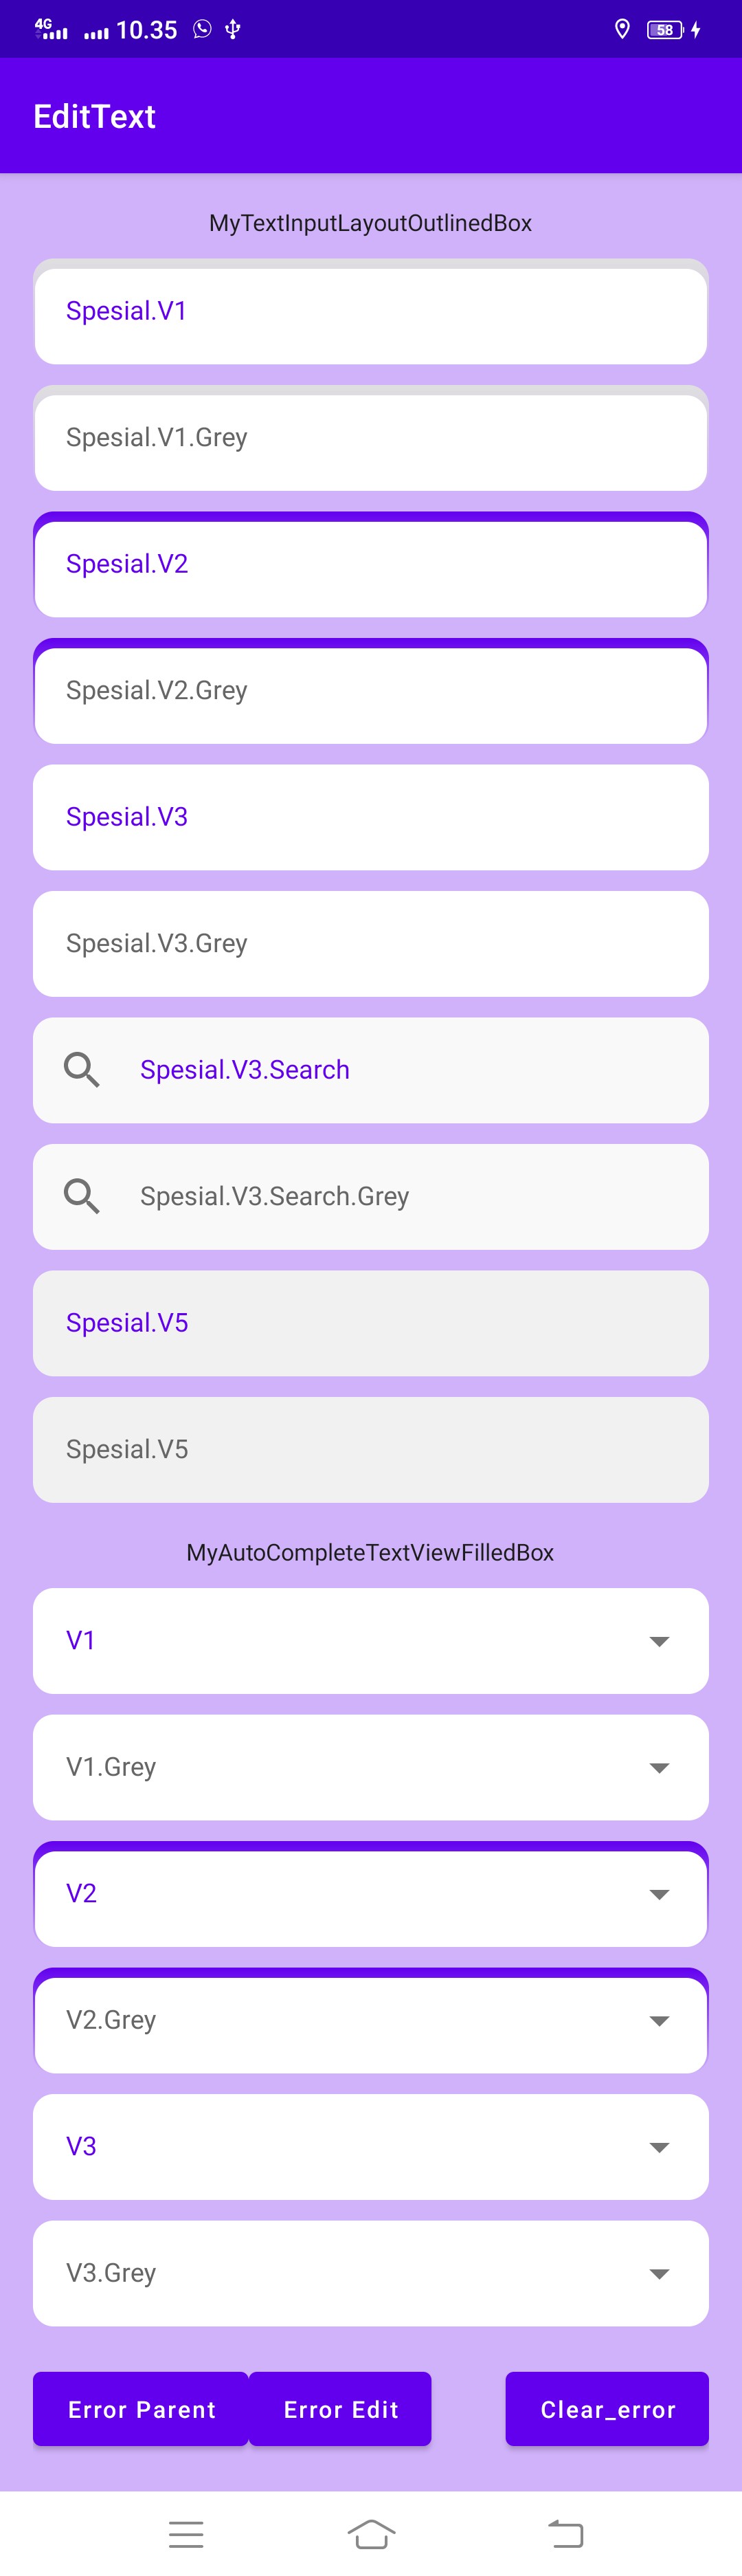 4G 10.35 58
EditText
MyTextInputLayoutOutlinedBox
Spesial.V1
Spesial.V1.Grey
Spesial.V2
Spesial.V2.Grey
Spesial.V3
Spesial.V3.Grey
Spesial.V3.Search
Spesial.V3.Search.Grey
Spesial.V5
Spesial.V5
MyAutoCompleteTextViewFilledBox
V1
V1.Grey
V2
V2.Grey
V3
V3.Grey
Error Parent Error Edit Clear_error